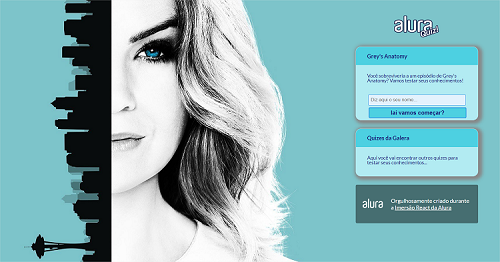 alura
quiz!
Grey's Anatomy
Você sobreviveria a um episódio de Grey's
Anatomy? Vamos testar seus conhecimentos!
Diz aqui o seu nome...
Iai vamos começar?
Quizes da Galera
Aqui você vai encontrar outros quizes para
testar seus conhecimentos...
alura
Orgulhosamente criado durante
a Imersão React da Alura